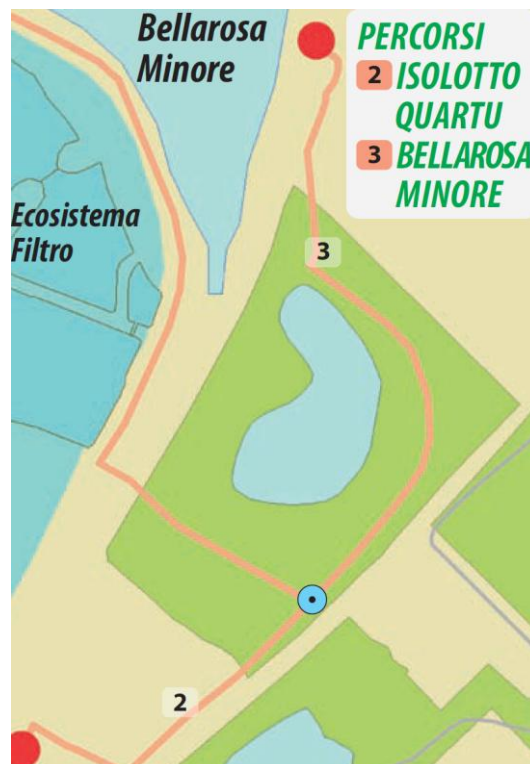 Bellarosa
Minore
PERCORSI
2 ISOLOTTO
QUARTU
3 BELLAROSA
MINORE
Ecosistema
Filtro
3
2